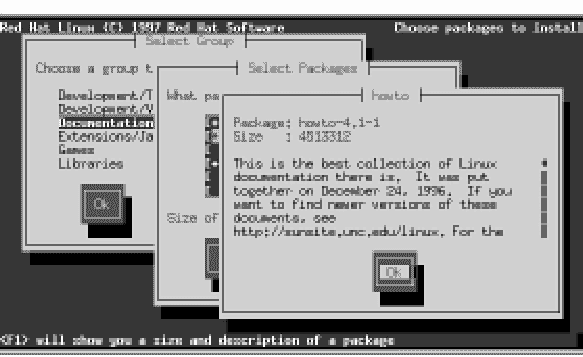 Red Hat Linux (C) 1997 Red Hat Software
Choose packages to install
Select Group
Choose a group t
Development/T
Development/V
Documentation
Extensions/Ja
Games
Libraries
Ok
Select Packages
What pa
Size of
howto
Package: howto-4.1-1
Size : 4513312
This is the best collection of Linux
documentation there is. It was put
together on December 24, 1996. If you
want to find newer versions of these
documents, see
http://sunsite.unc.edu/linux. For the
Ok
<F1> will show you a size and description of a package